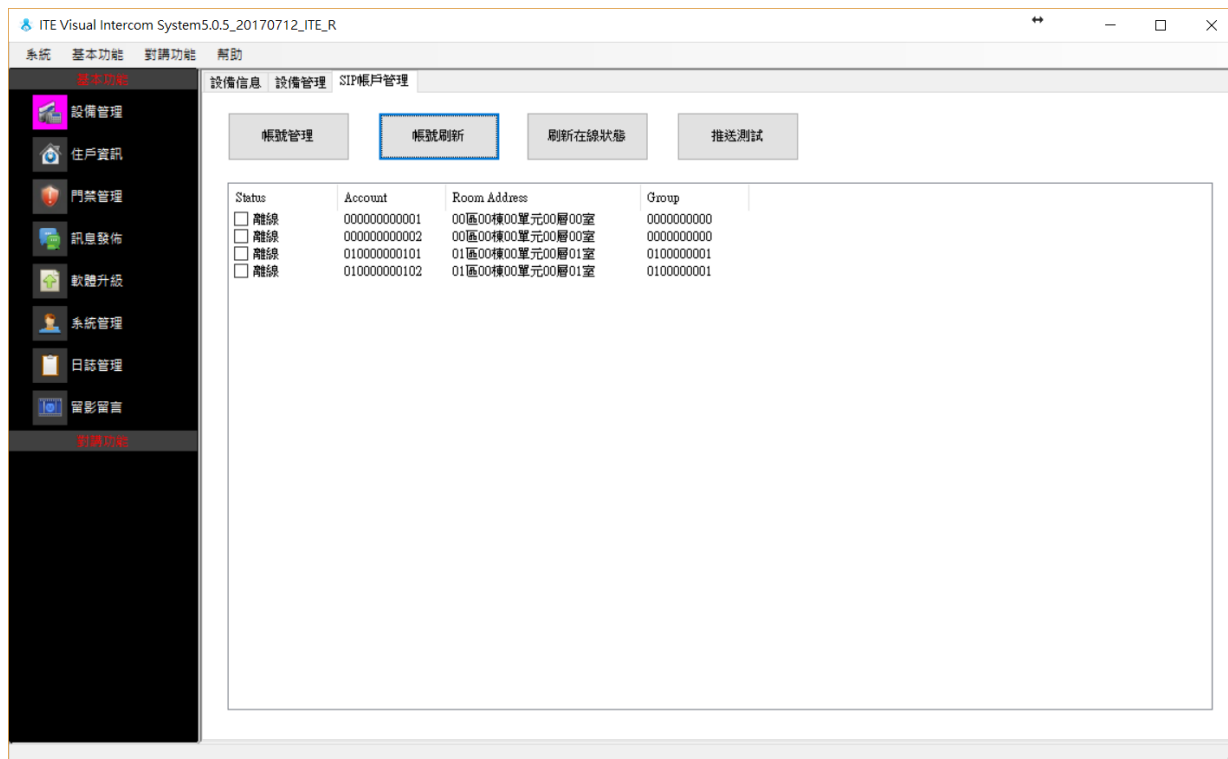 ITE Visual Intercom System5.0.5_20170712_ITE_R
系統 基本功能 對講功能 幫助
基本功能
設備管理
住戶資訊
門禁管理
訊息發佈
軟體升級
系統管理
日誌管理
留影留言
對講功能
設備信息 設備管理 SIP帳戶管理
帳號管理 帳號刷新 刷新在線狀態 推送測試
Status Account Room Address Group
離線 000000000001 00區00棟00單元00層00室 0000000000
離線 000000000002 00區00棟00單元00層00室 0000000000
離線 010000000101 01區00棟00單元00層01室 0100000001
離線 010000000102 01區00棟00單元00層01室 0100000001